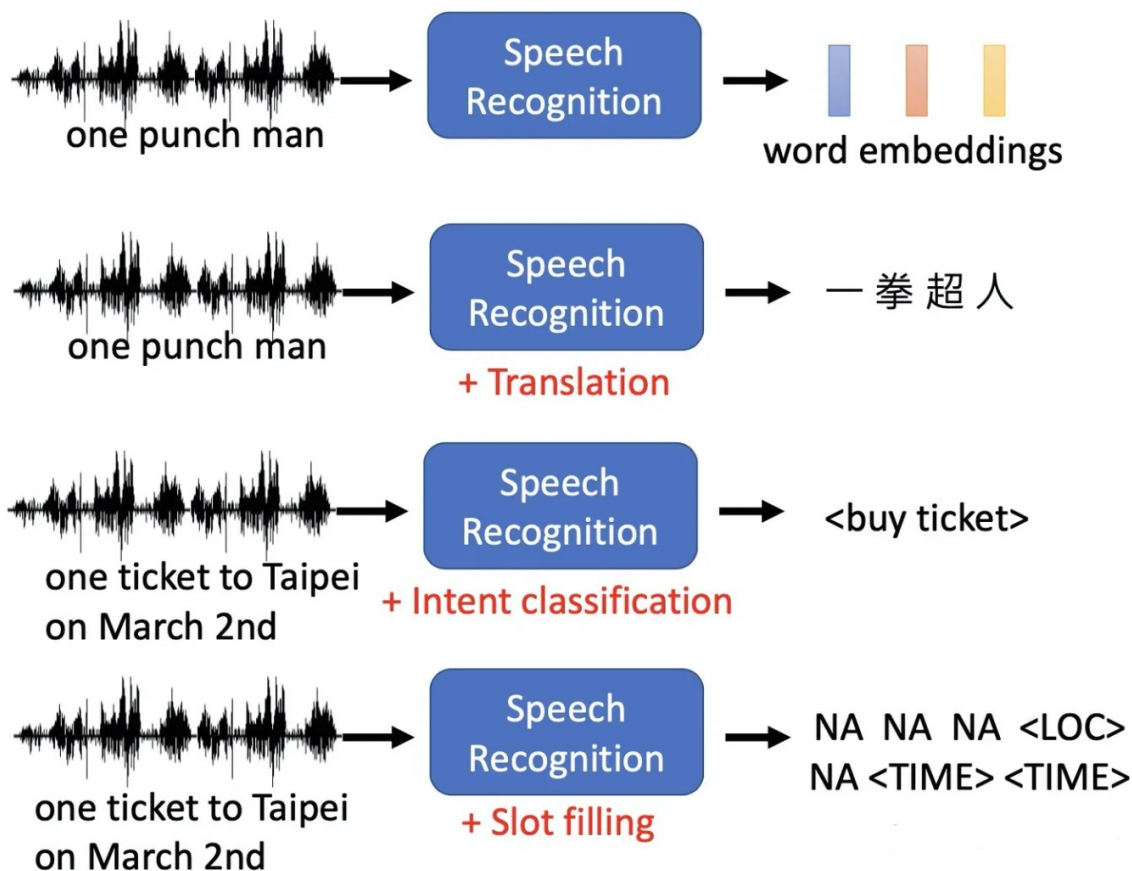 Speech
Recognition
one punch man
word embeddings
Speech
Recognition
one punch man
+ Translation
一 拳 超 人
Speech
Recognition
one ticket to Taipei
on March 2nd
+ Intent classification
<buy ticket>
Speech
Recognition
one ticket to Taipei
on March 2nd
+ Slot filling
NA NA NA <LOC>
NA <TIME> <TIME>